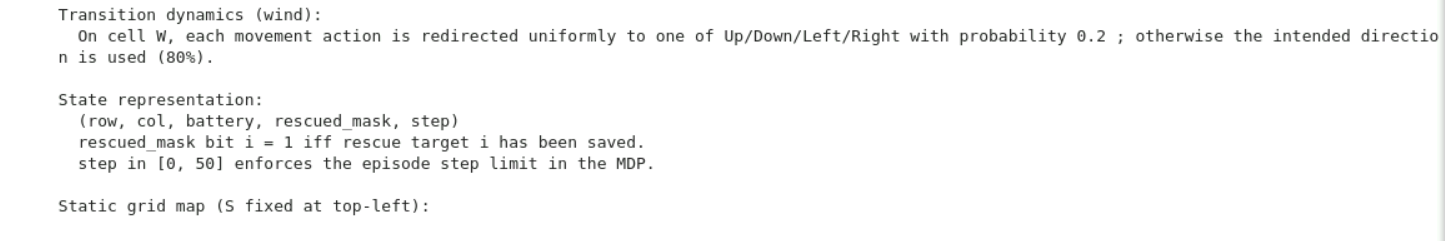 Transition dynamics (wind):
On cell W, each movement action is redirected uniformly to one of Up/Down/Left/Right with probability 0.2 ; otherwise the intended directio
n is used (80%).
State representation:
(row, col, battery, rescued_mask, step)
rescued_mask bit i = 1 iff rescue target i has been saved.
step in [0, 50] enforces the episode step limit in the MDP.
Static grid map (S fixed at top-left):